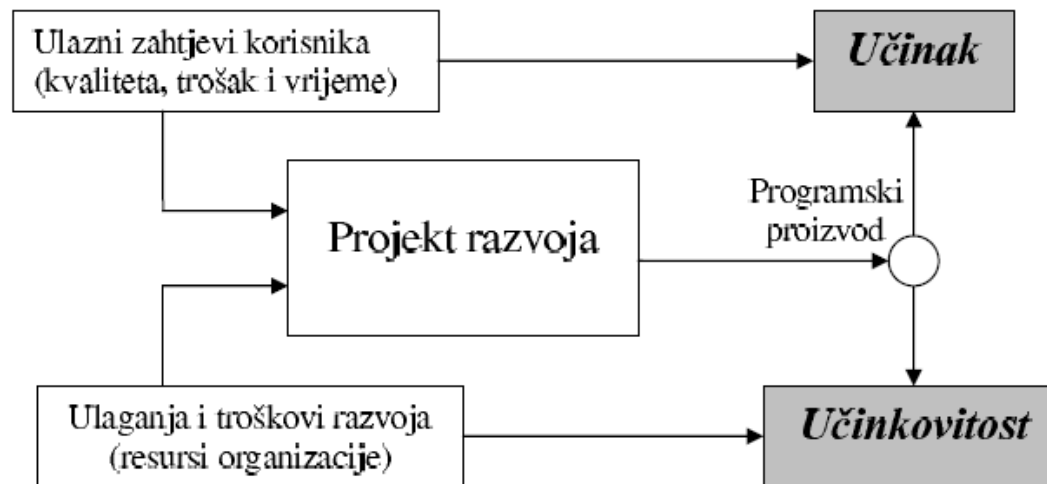 Ulazni zahtjevi korisnika
(kvaliteta, trošak i vrijeme)
Učinak
Projekt razvoja
Programski
proizvod
Ulaganja i troškovi razvoja
(resursi organizacije)
Učinkovitost